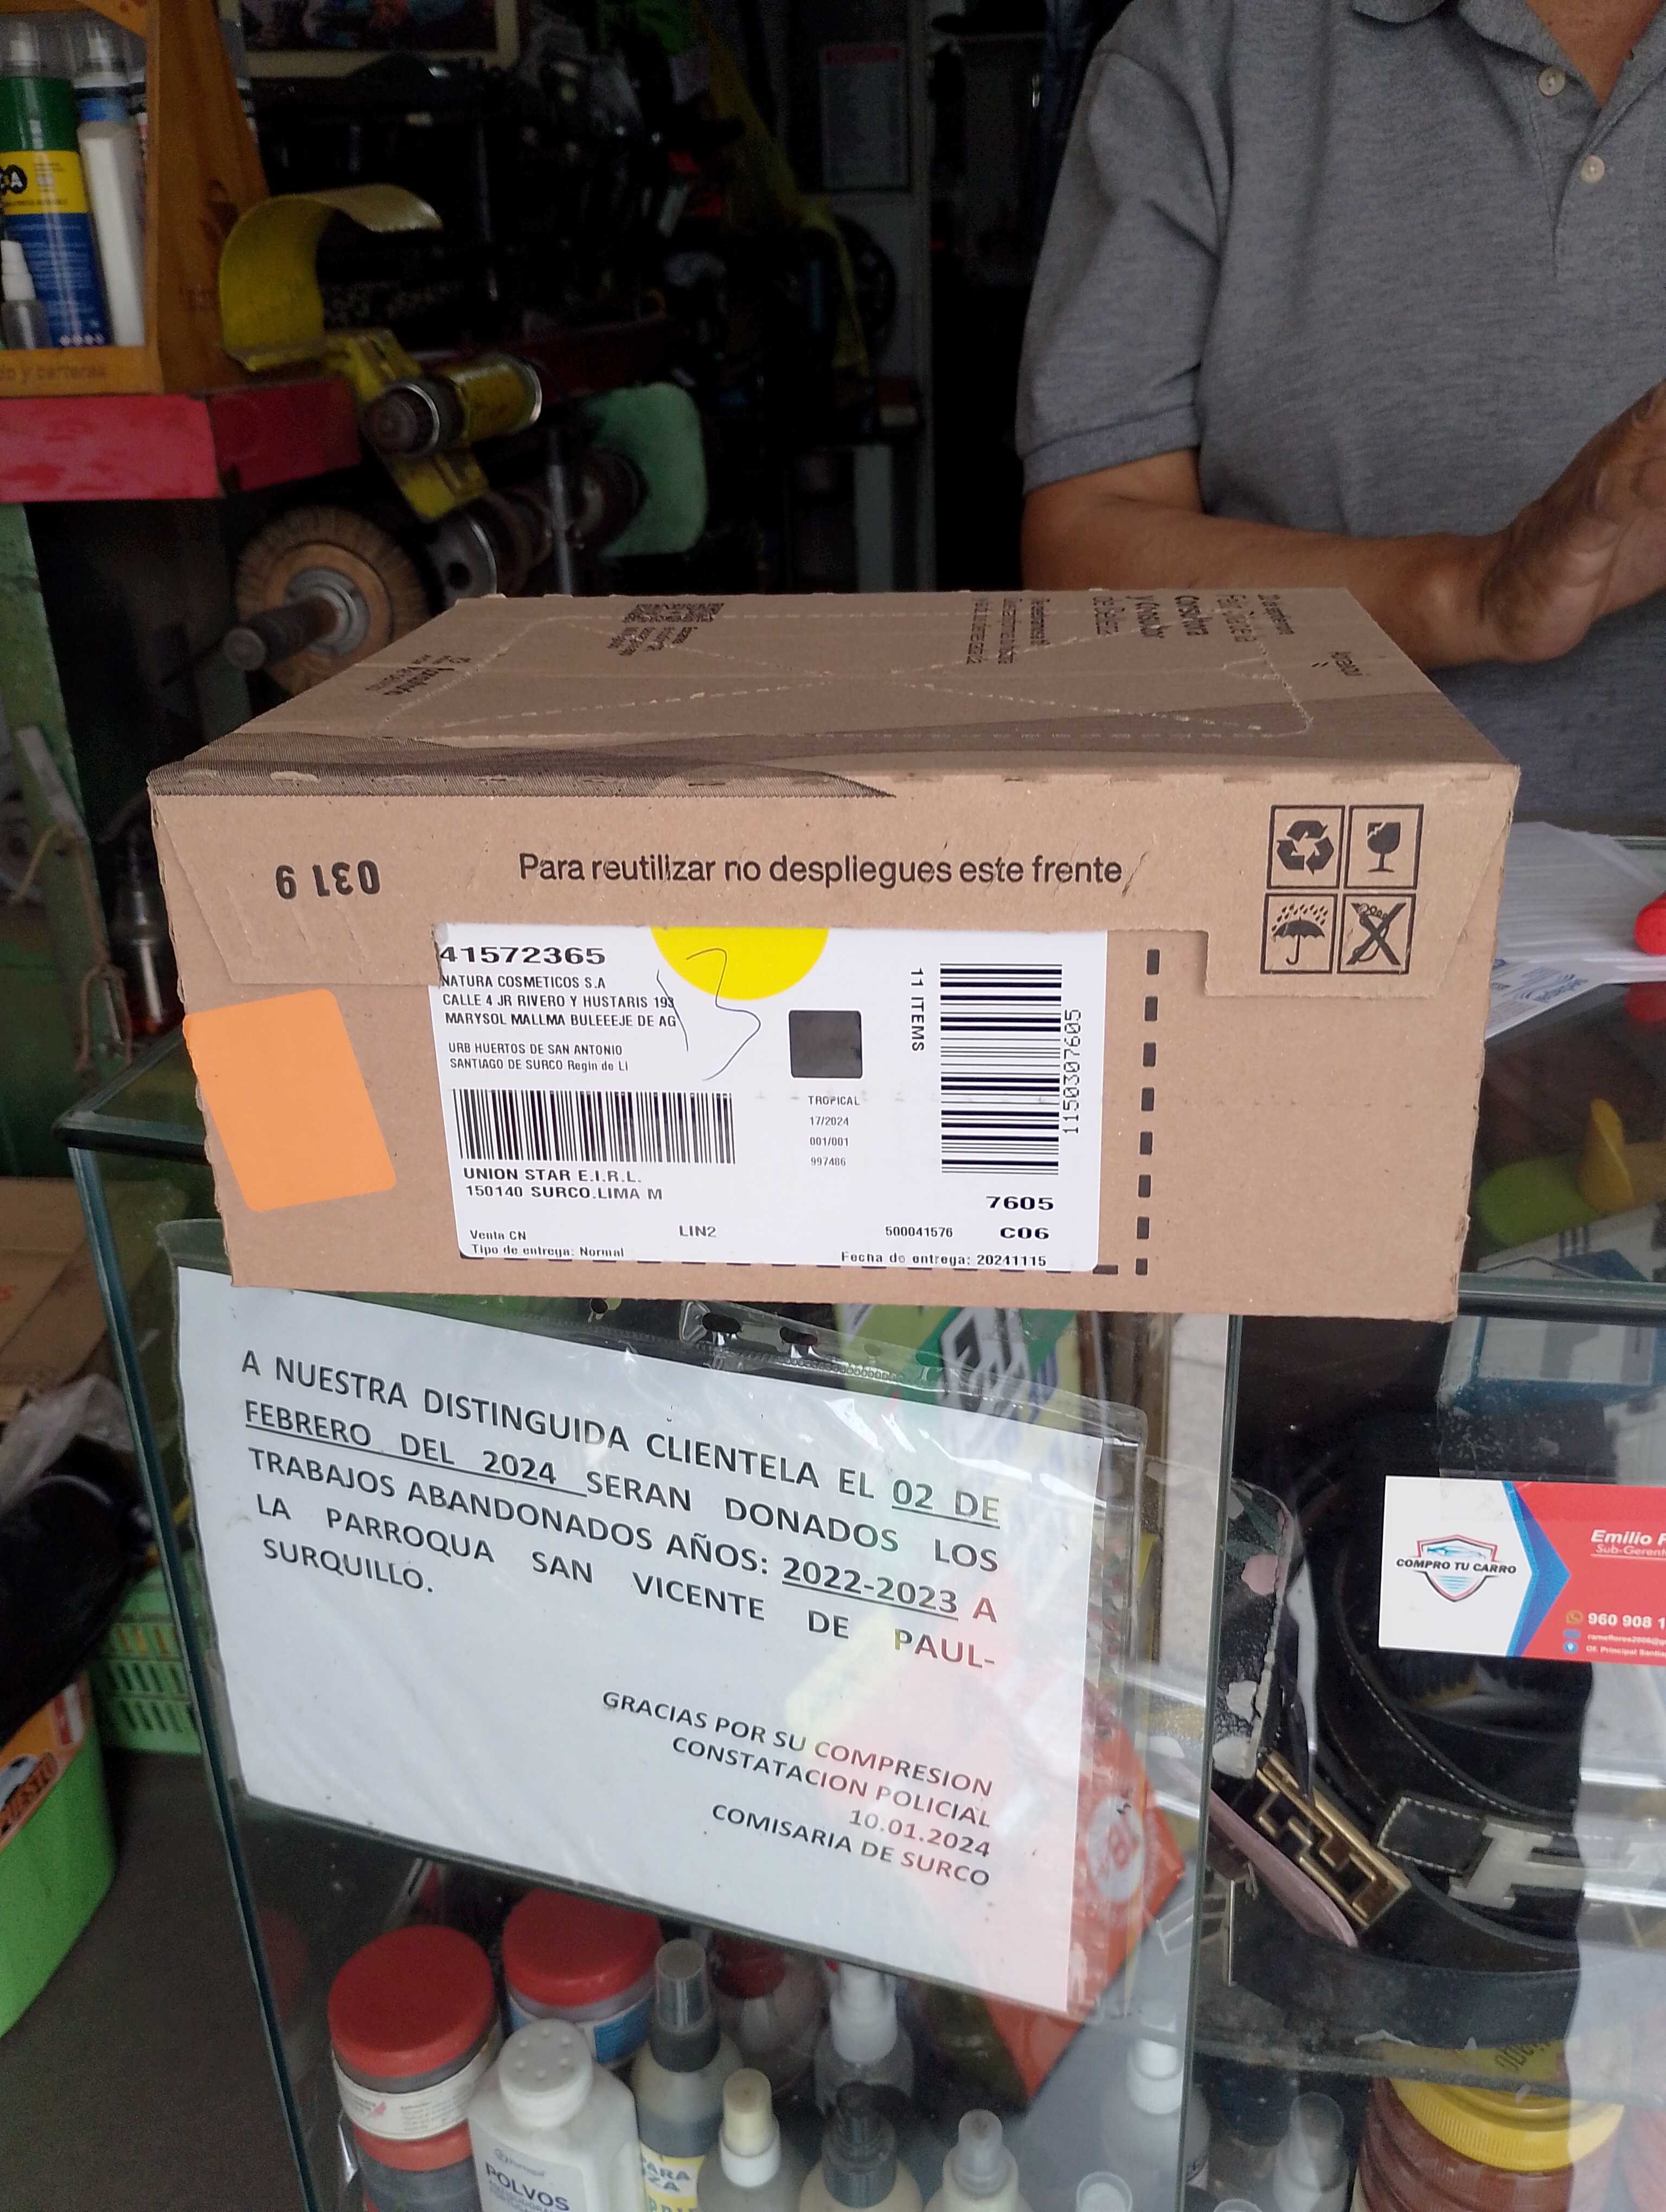 Para reutilizar no despliegues este frente
031 9
41572365
NATURA COSMETICOS S.A
CALLE 4 JR RIVERO Y HUSTARIS 193
MARYSOL MALLMA BULEEEJE DE AG
URB HUERTOS DE SAN ANTONIO
SANTIAGO DE SURCO Regin de LI
11 ITEMS
1150307605
TROPICAL
17/2024
001/001
997486
UNION STAR E.I.R.L.
150140 SURCO.LIMA M
7605
Venta CN
LIN2
500041576
C06
Tipo de entrega: Normal
Fecha de entrega: 20241115
A NUESTRA DISTINGUIDA CLIENTELA EL 02 DE
FEBRERO DEL 2024 SERAN DONADOS LOS
TRABAJOS ABANDONADOS AÑOS: 2022-2023 A
LA PARROQUA SAN VICENTE DE PAUL-
SURQUILLO.
GRACIAS POR SU COMPRESION
CONSTATACION POLICIAL
10.01.2024
COMISARIA DE SURCO
COMPRO TU CARRO
Emilio
960 908 1
POLVOS